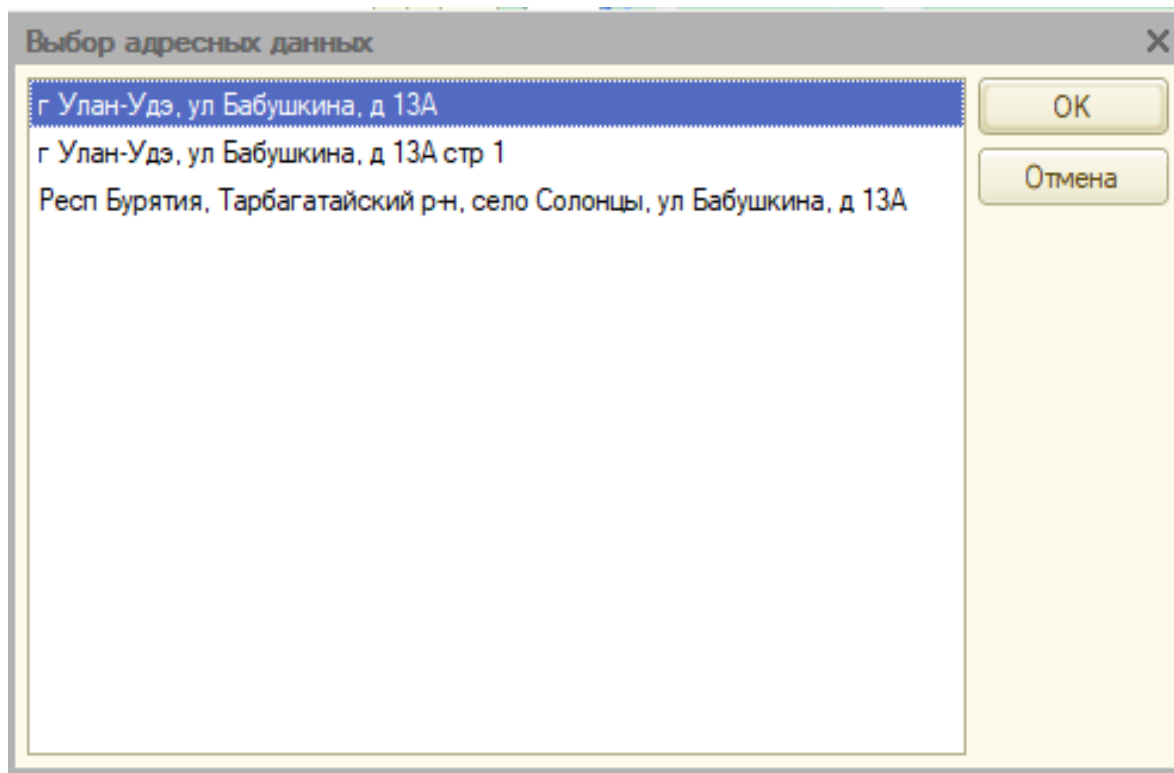 Выбор адресных данных
г Улан-Удэ, ул Бабушкина, д 13А
OK
г Улан-Удэ, ул Бабушкина, д 13А стр 1
Отмена
Респ Бурятия, Тарбагатайский р-н, село Солонцы, ул Бабушкина, д 13А